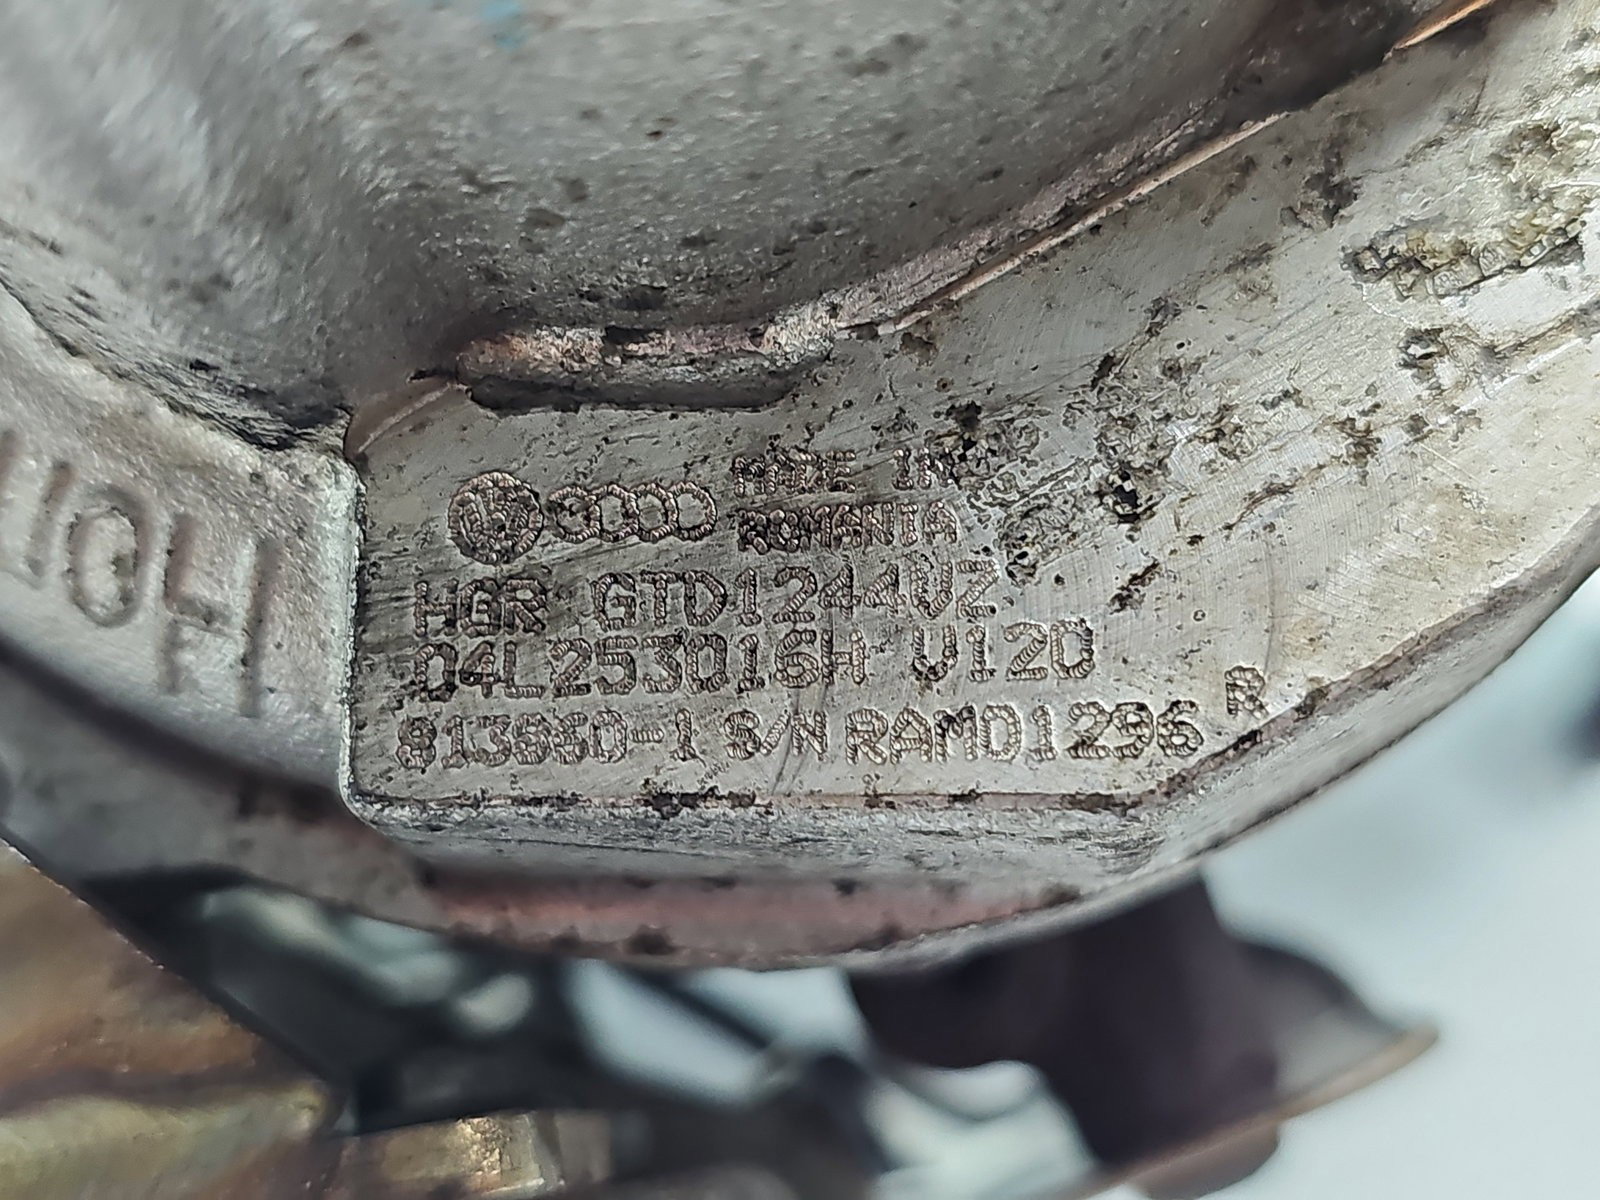 MADE IN
ROMANIA
HGR GTD1244VZ
04L253016H V120
813860-1 S/N RAM01296 R